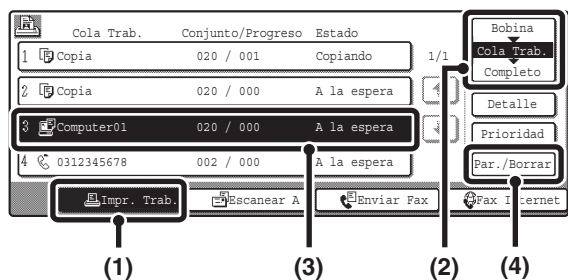 Cola Trab. Conjunto/Progreso Estado
1 Copia 020 / 001 Copiando
2 Copia 020 / 000 A la espera
3 Computer01 020 / 000 A la espera
4 0312345678 002 / 000 A la espera
1/1
Bobina
Cola Trab.
Completo
Detalle
Prioridad
Par./Borrar
Impr. Trab. Escanear A Enviar Fax Fax Internet
(1) (3) (2) (4)